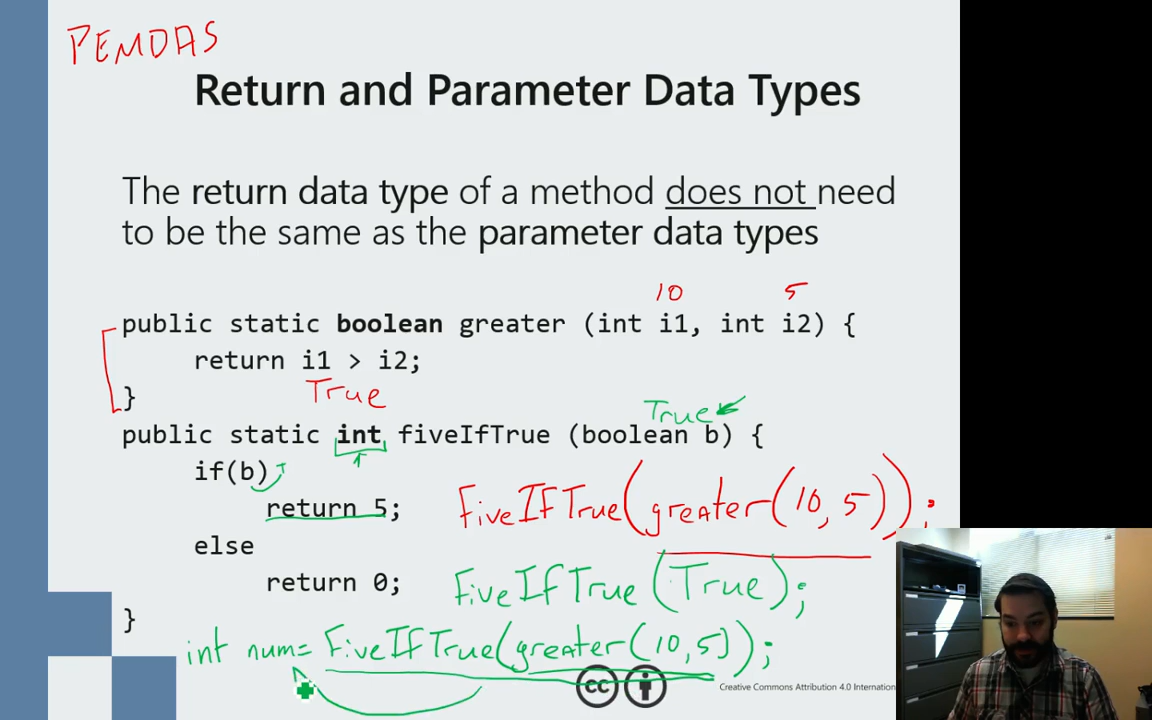 PEMDAS
Return and Parameter Data Types
The return data type of a method does not need
to be the same as the parameter data types
10 5
public static boolean greater (int i1, int i2) {
return i1 > i2;
True
}
True
public static int fiveIfTrue (boolean b) {
if(b)
return 5;
FiveIFTrue(greater(10,5));
else
return 0;
FiveIfTrue(True);
}
int num= FiveIfTrue(greater(10,5));
cc
Creative Commons Attribution 4.0 Internation